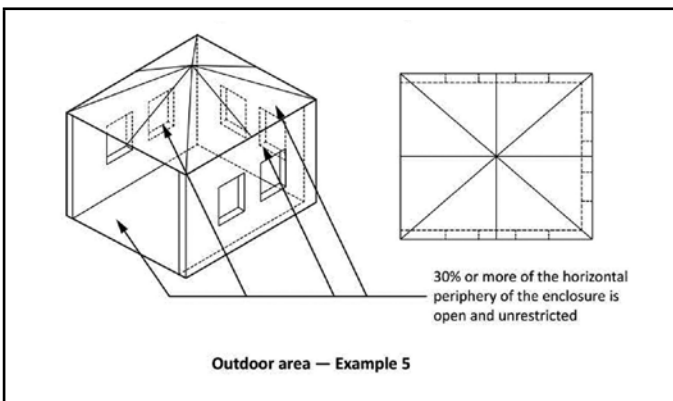 30% or more of the horizontal
periphery of the enclosure is
open and unrestricted
Outdoor area — Example 5